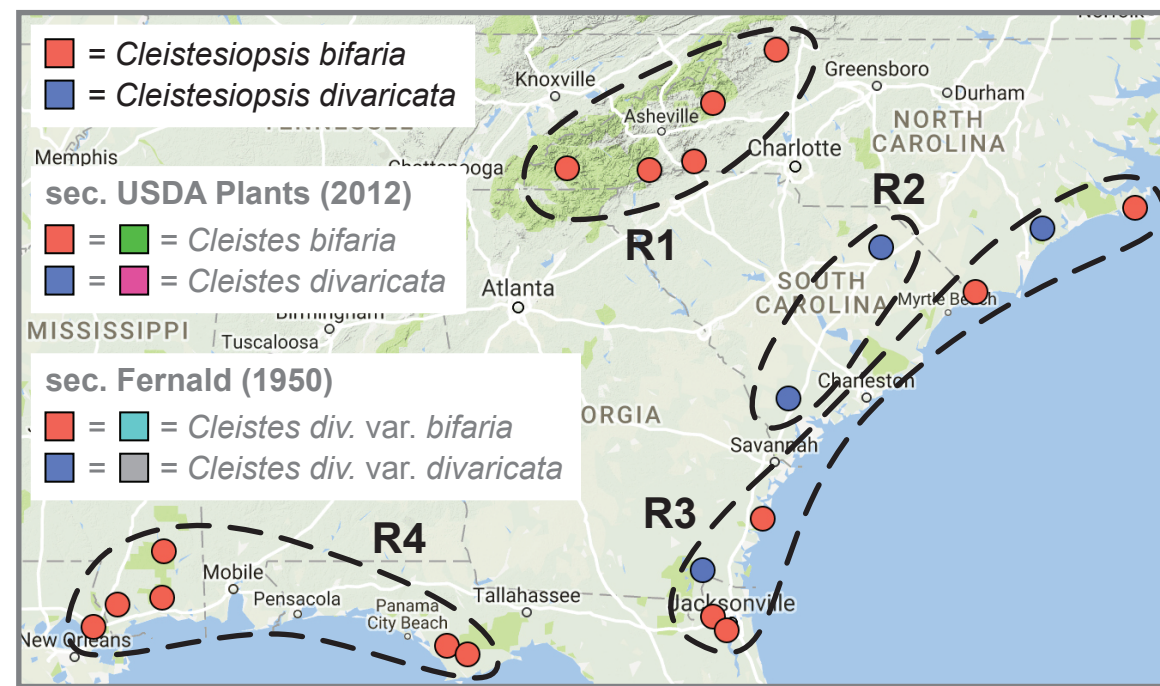 = Cleistesiopsis bifaria
= Cleistesiopsis divaricata
Knoxville
Greensboro
Durham
Asheville
NORTH
CAROLINA
Memphis
Charlotte
sec. USDA Plants (2012)
= = Cleistes bifaria
= = Cleistes divaricata
R1
R2
Atlanta
SOUTH
CAROLINA
Myrtle Beach
MISSISSIPPI
Birmingham
Tuscaloosa
sec. Fernald (1950)
= = Cleistes div. var. bifaria
= = Cleistes div. var. divaricata
Charleston
ORGIA
Savannah
R3
R4
Mobile
Pensacola
Panama
City Beach
Tallahassee
Jacksonville
New Orleans